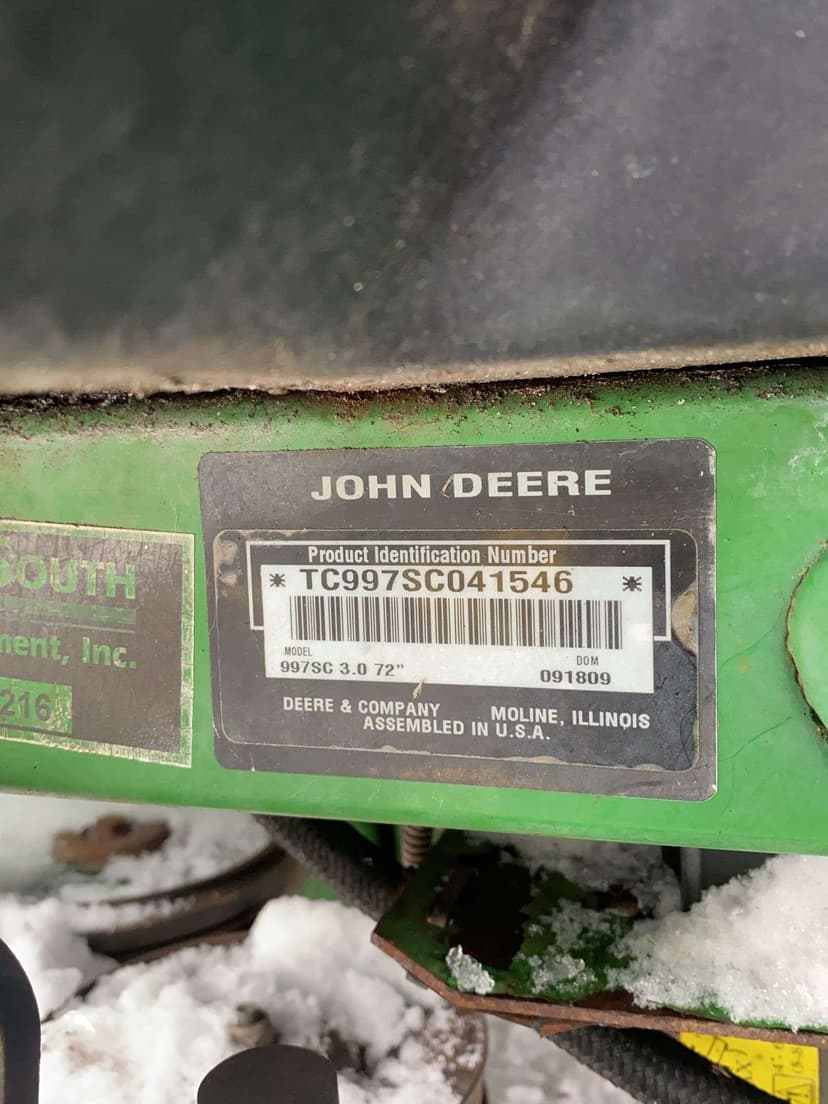 JOHN DEERE
Product Identification Number
* TC997SC041546 *
MODEL
997SC 3.0 72"
DOM
091809
DEERE & COMPANY MOLINE, ILLINOIS
ASSEMBLED IN U.S.A.
SOUTH
ment, Inc.
216